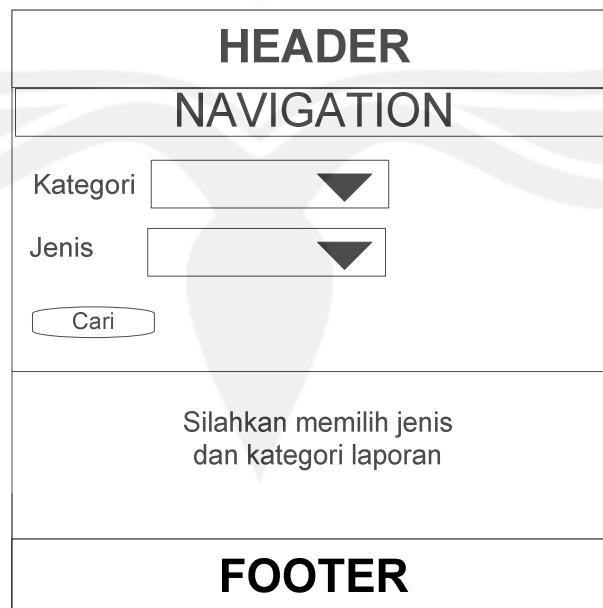 HEADER
NAVIGATION
Kategori
Jenis
Cari
Silahkan memilih jenis
dan kategori laporan
FOOTER